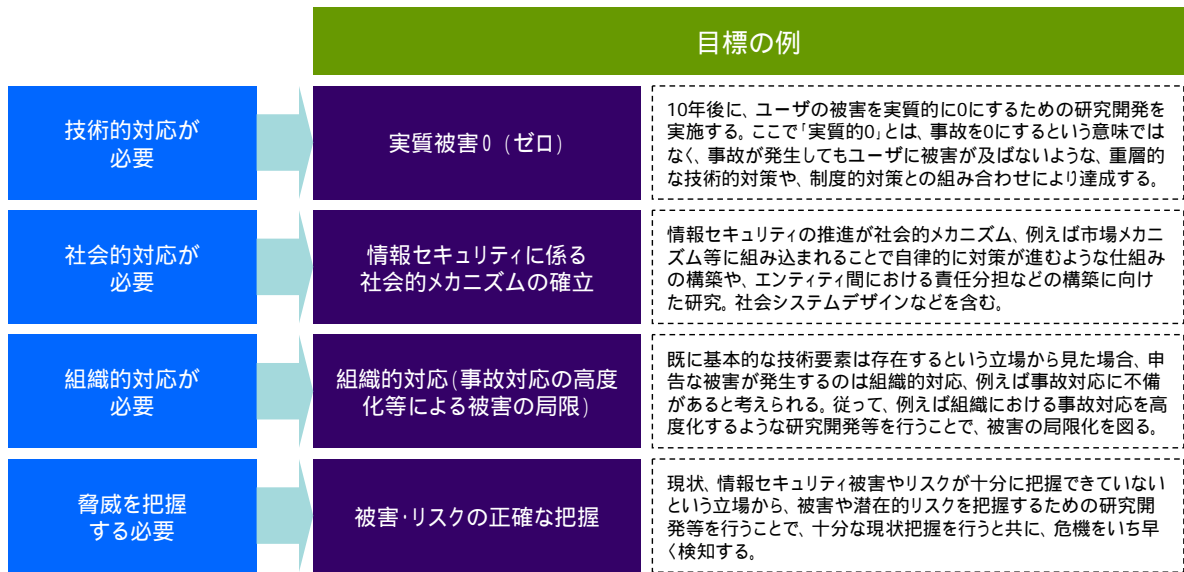 目標の例
技術的対応が
必要
実質被害0（ゼロ）
10年後に、ユーザの被害を実質的に0にするための研究開発を
実施する。ここで「実質的0」とは、事故を0にするという意味では
なく、事故が発生してもユーザに被害が及ばないような、重層的
な技術的対策や、制度的対策との組み合わせにより達成する。
社会的対応が
必要
情報セキュリティに係る
社会的メカニズムの確立
情報セキュリティの推進が社会的メカニズム、例えば市場メカニ
ズム等に組み込まれることで自律的に対策が進むような仕組み
の構築や、エンティティ間における責任分担などの構築に向け
た研究。社会システムデザインなどを含む。
組織的対応が
必要
組織的対応(事故対応の高度
化等による被害の局限)
既に基本的な技術要素は存在するという立場から見た場合、申
告な被害が発生するのは組織的対応、例えば事故対応に不備
があると考えられる。従って、例えば組織における事故対応を高
度化するような研究開発等を行うことで、被害の局限化を図る。
脅威を把握
する必要
被害・リスクの正確な把握
現状、情報セキュリティ被害やリスクが十分に把握できていない
という立場から、被害や潜在的リスクを把握するための研究開
発等を行うことで、十分な現状把握を行うと共に、危機をいち早
く検知する。